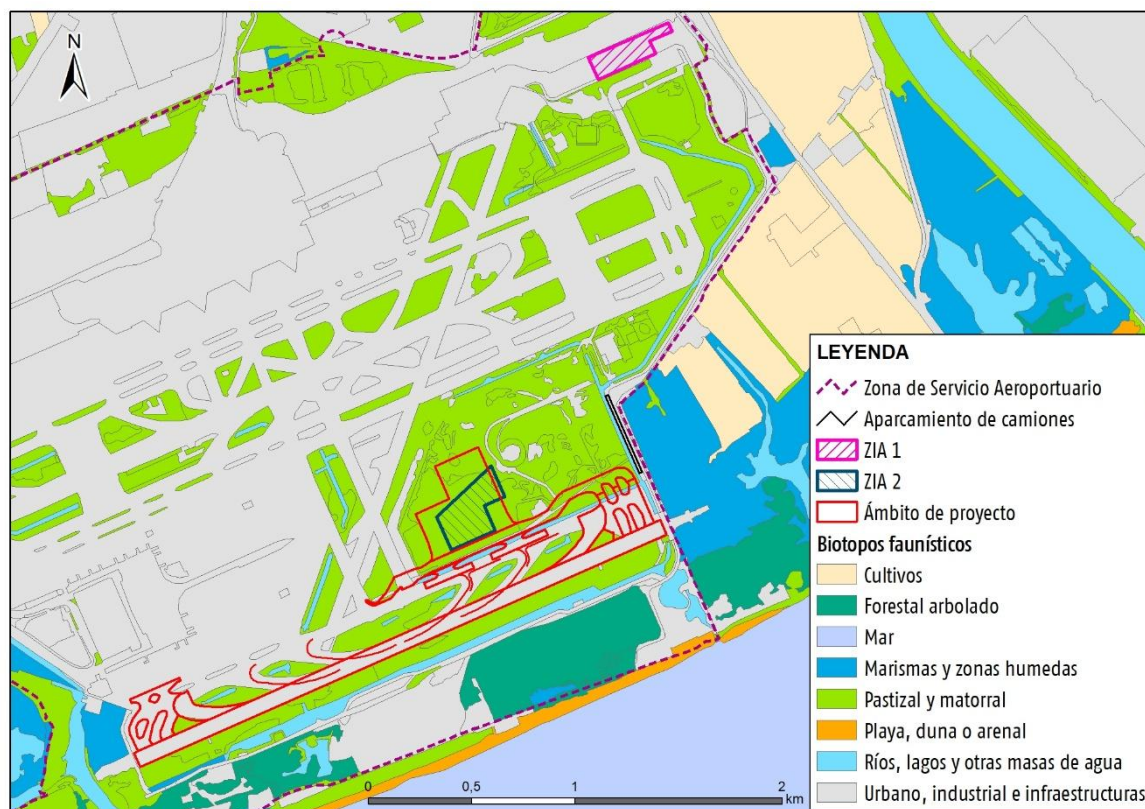 N
LEYENDA
Zona de Servicio Aeroportuario
Aparcamiento de camiones
ZIA 1
ZIA 2
Ámbito de proyecto
Biotopos faunísticos
Cultivos
Forestal arbolado
Mar
Marismas y zonas humedas
Pastizal y matorral
Playa, duna o arenal
Ríos, lagos y otras masas de agua
Urbano, industrial e infraestructuras
0 0,5 1 2
km